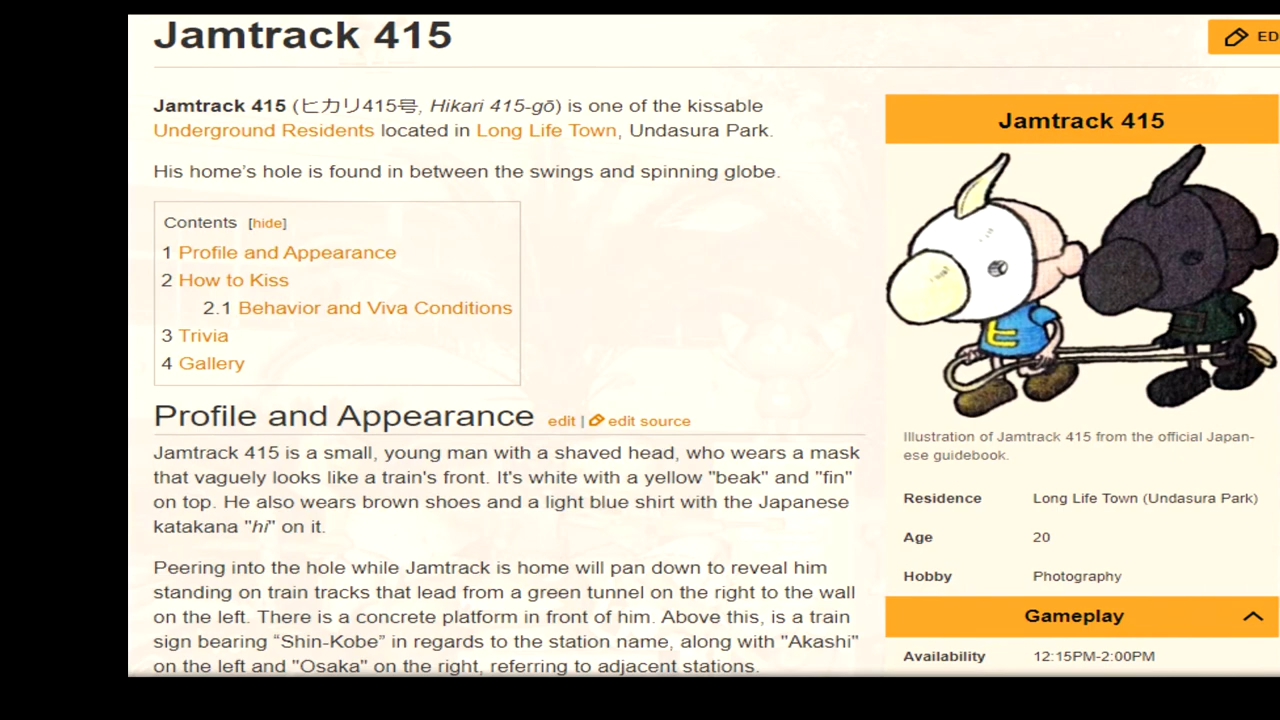 Jamtrack 415
ED
Jamtrack 415 (ヒカリ415号, Hikari 415-gō) is one of the kissable
Underground Residents located in Long Life Town, Undasura Park.
His home’s hole is found in between the swings and spinning globe.
Contents [hide]
1 Profile and Appearance
2 How to Kiss
2.1 Behavior and Viva Conditions
3 Trivia
4 Gallery
Profile and Appearance edit | edit source
Jamtrack 415 is a small, young man with a shaved head, who wears a mask
that vaguely looks like a train's front. It's white with a yellow "beak" and "fin"
on top. He also wears brown shoes and a light blue shirt with the Japanese
katakana "hi" on it.
Peering into the hole while Jamtrack is home will pan down to reveal him
standing on train tracks that lead from a green tunnel on the right to the wall
on the left. There is a concrete platform in front of him. Above this, is a train
sign bearing “Shin-Kobe” in regards to the station name, along with "Akashi"
on the left and "Osaka" on the right, referring to adjacent stations.
Jamtrack 415
ヒ
Illustration of Jamtrack 415 from the official Japan-
ese guidebook.
Residence Long Life Town (Undasura Park)
Age 20
Hobby Photography
Gameplay
Availability 12:15PM-2:00PM